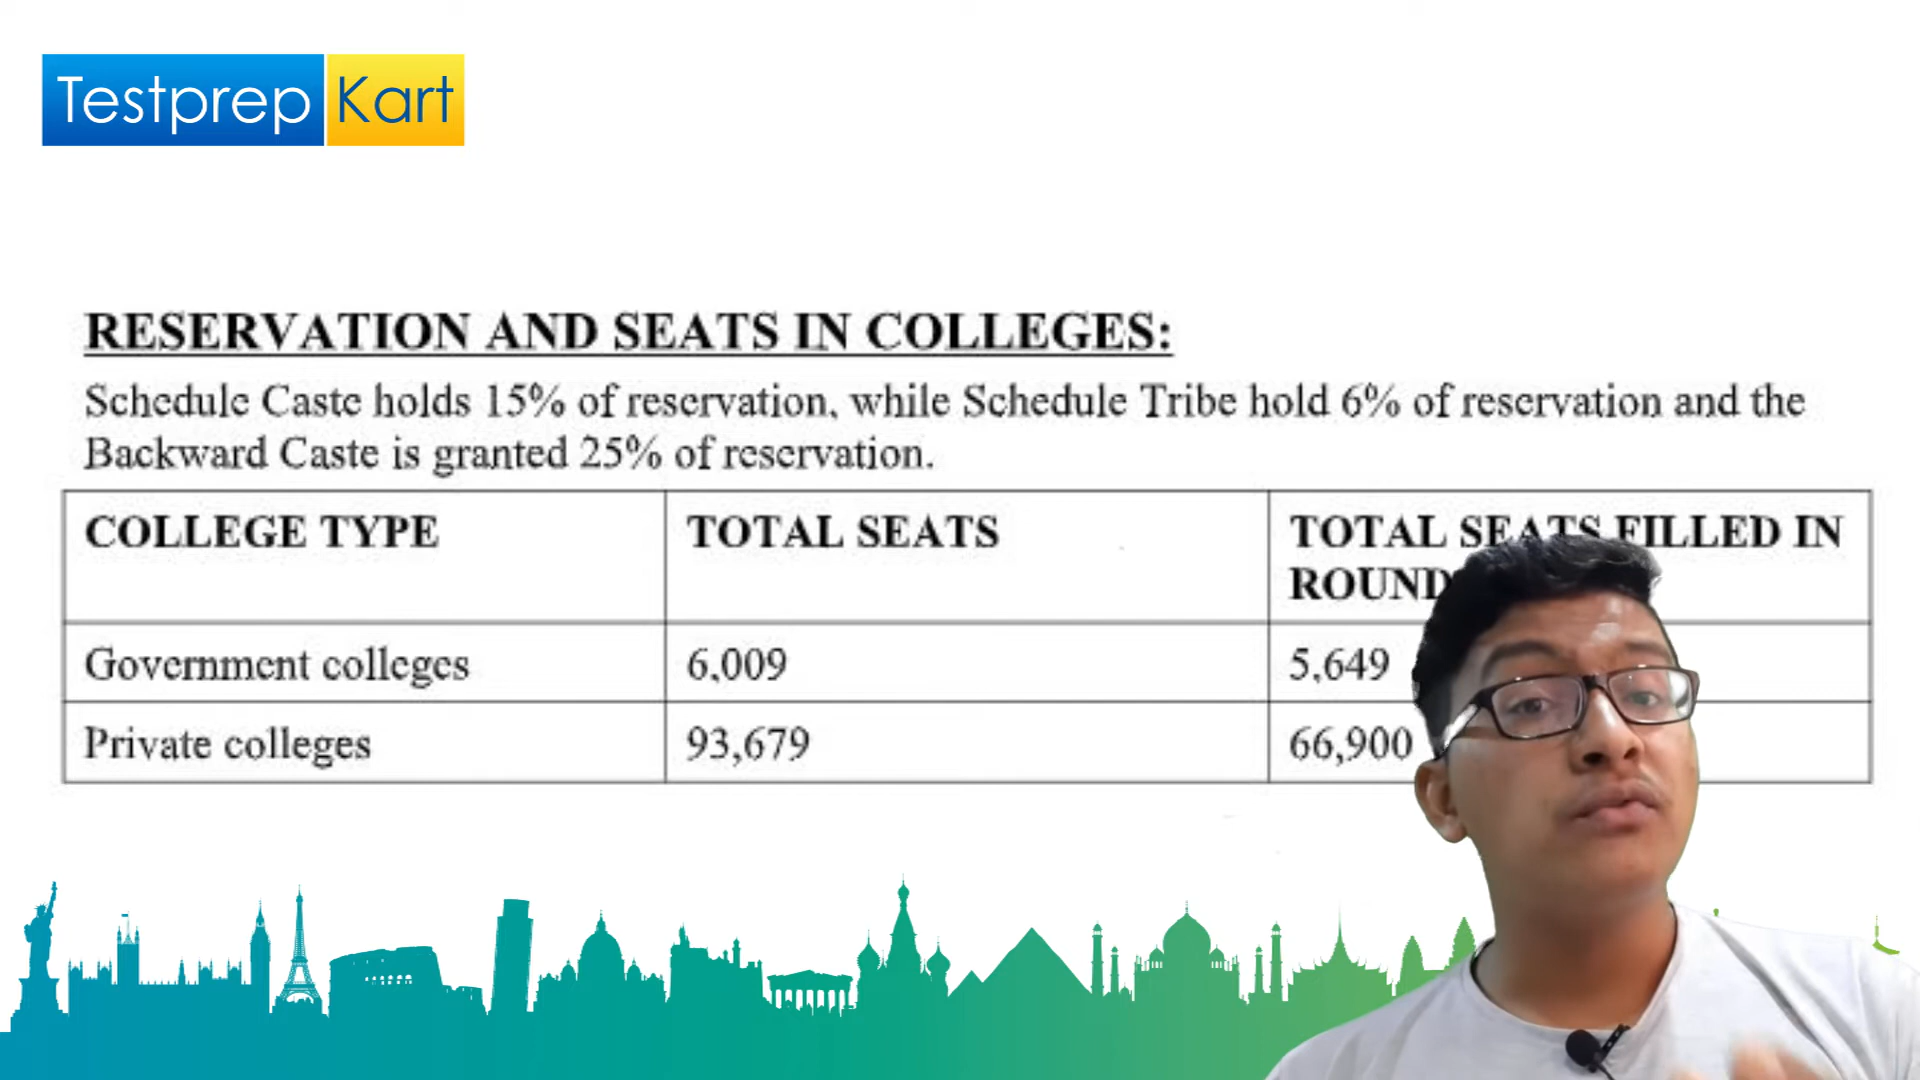 Testprep Kart
RESERVATION AND SEATS IN COLLEGES:
Schedule Caste holds 15% of reservation, while Schedule Tribe hold 6% of reservation and the
Backward Caste is granted 25% of reservation.
COLLEGE TYPE
TOTAL SEATS
TOTAL SEATS FILLED IN
ROUND
Government colleges
6,009
5,649
Private colleges
93,679
66,900